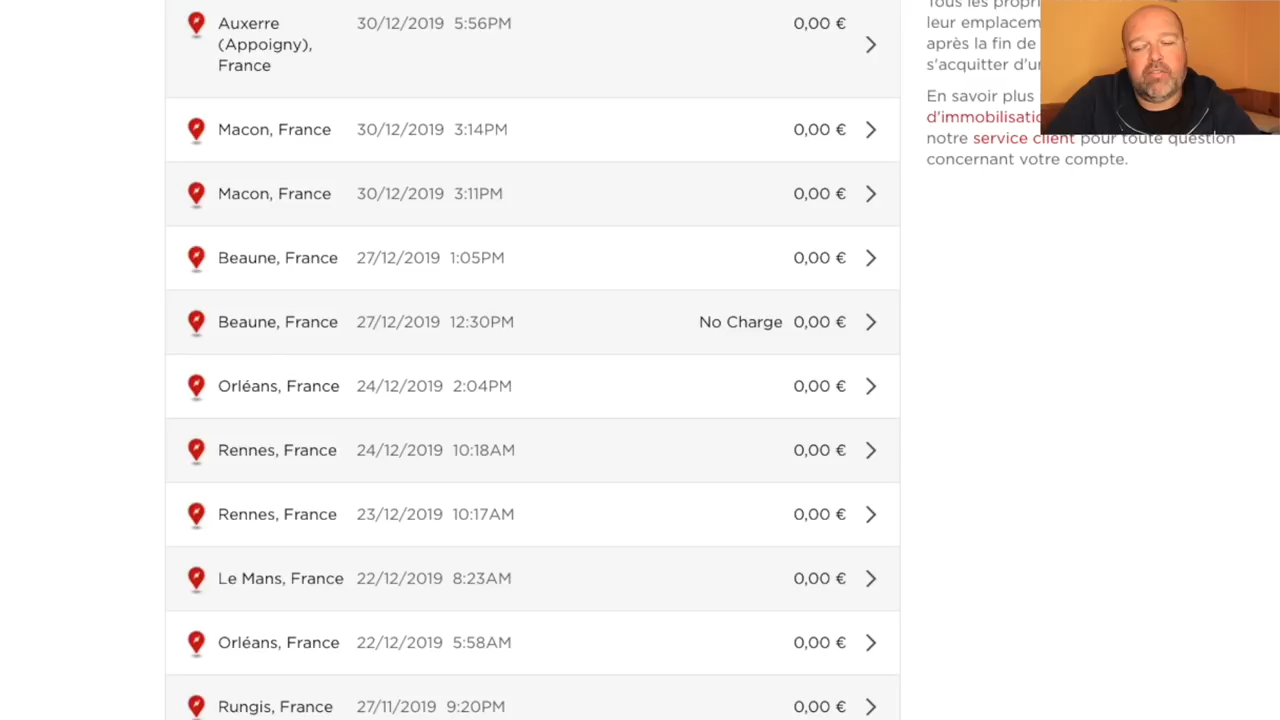 Auxerre 30/12/2019 5:56PM 0,00 €
(Appoigny),
France
Macon, France 30/12/2019 3:14PM 0,00 €
Macon, France 30/12/2019 3:11PM 0,00 €
Beaune, France 27/12/2019 1:05PM 0,00 €
Beaune, France 27/12/2019 12:30PM No Charge 0,00 €
Orléans, France 24/12/2019 2:04PM 0,00 €
Rennes, France 24/12/2019 10:18AM 0,00 €
Rennes, France 23/12/2019 10:17AM 0,00 €
Le Mans, France 22/12/2019 8:23AM 0,00 €
Orléans, France 22/12/2019 5:58AM 0,00 €
Rungis, France 27/11/2019 9:20PM 0,00 €
Tous les propri
leur emplacem
après la fin de
s'acquitter d'u
En savoir plus
d'immobilisatio
notre service client pour toute question
concernant votre compte.